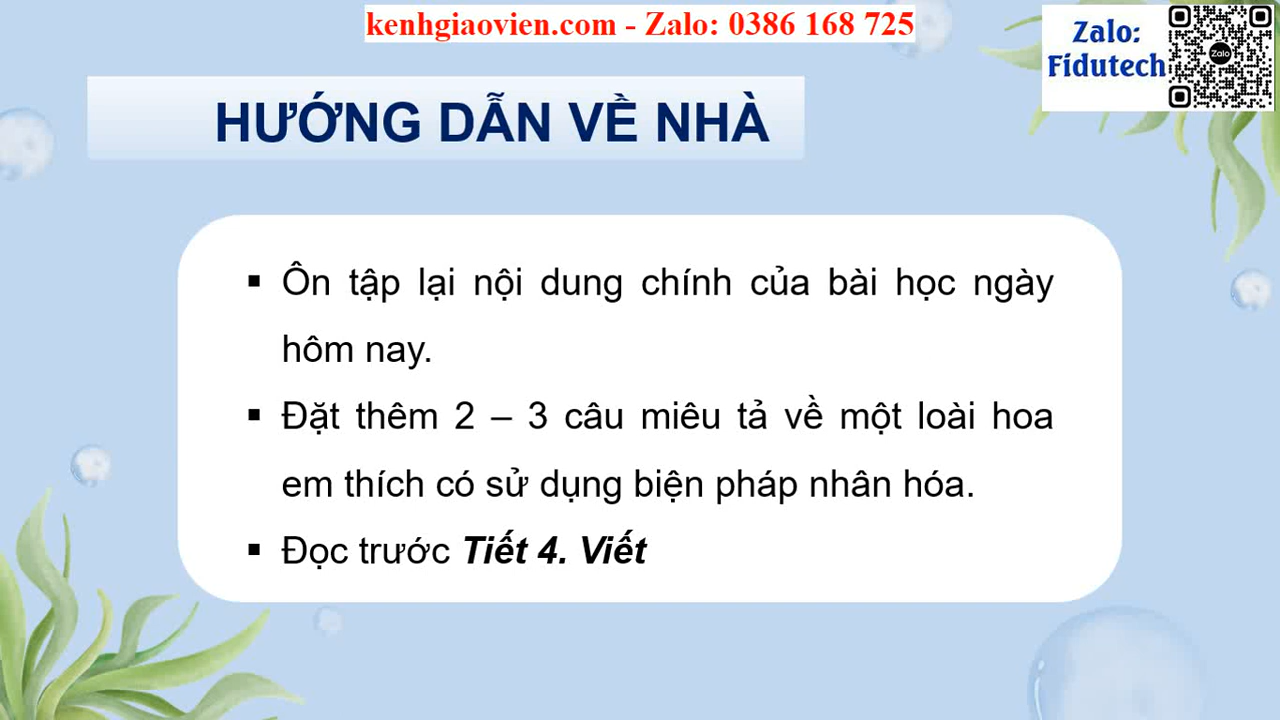 kenhgiaovien.com - Zalo: 0386 168 725
Zalo:
Fidutech
Zalo
HƯỚNG DẪN VỀ NHÀ
▪ Ôn tập lại nội dung chính của bài học ngày
hôm nay.
▪ Đặt thêm 2 – 3 câu miêu tả về một loài hoa
em thích có sử dụng biện pháp nhân hóa.
▪ Đọc trước Tiết 4. Viết